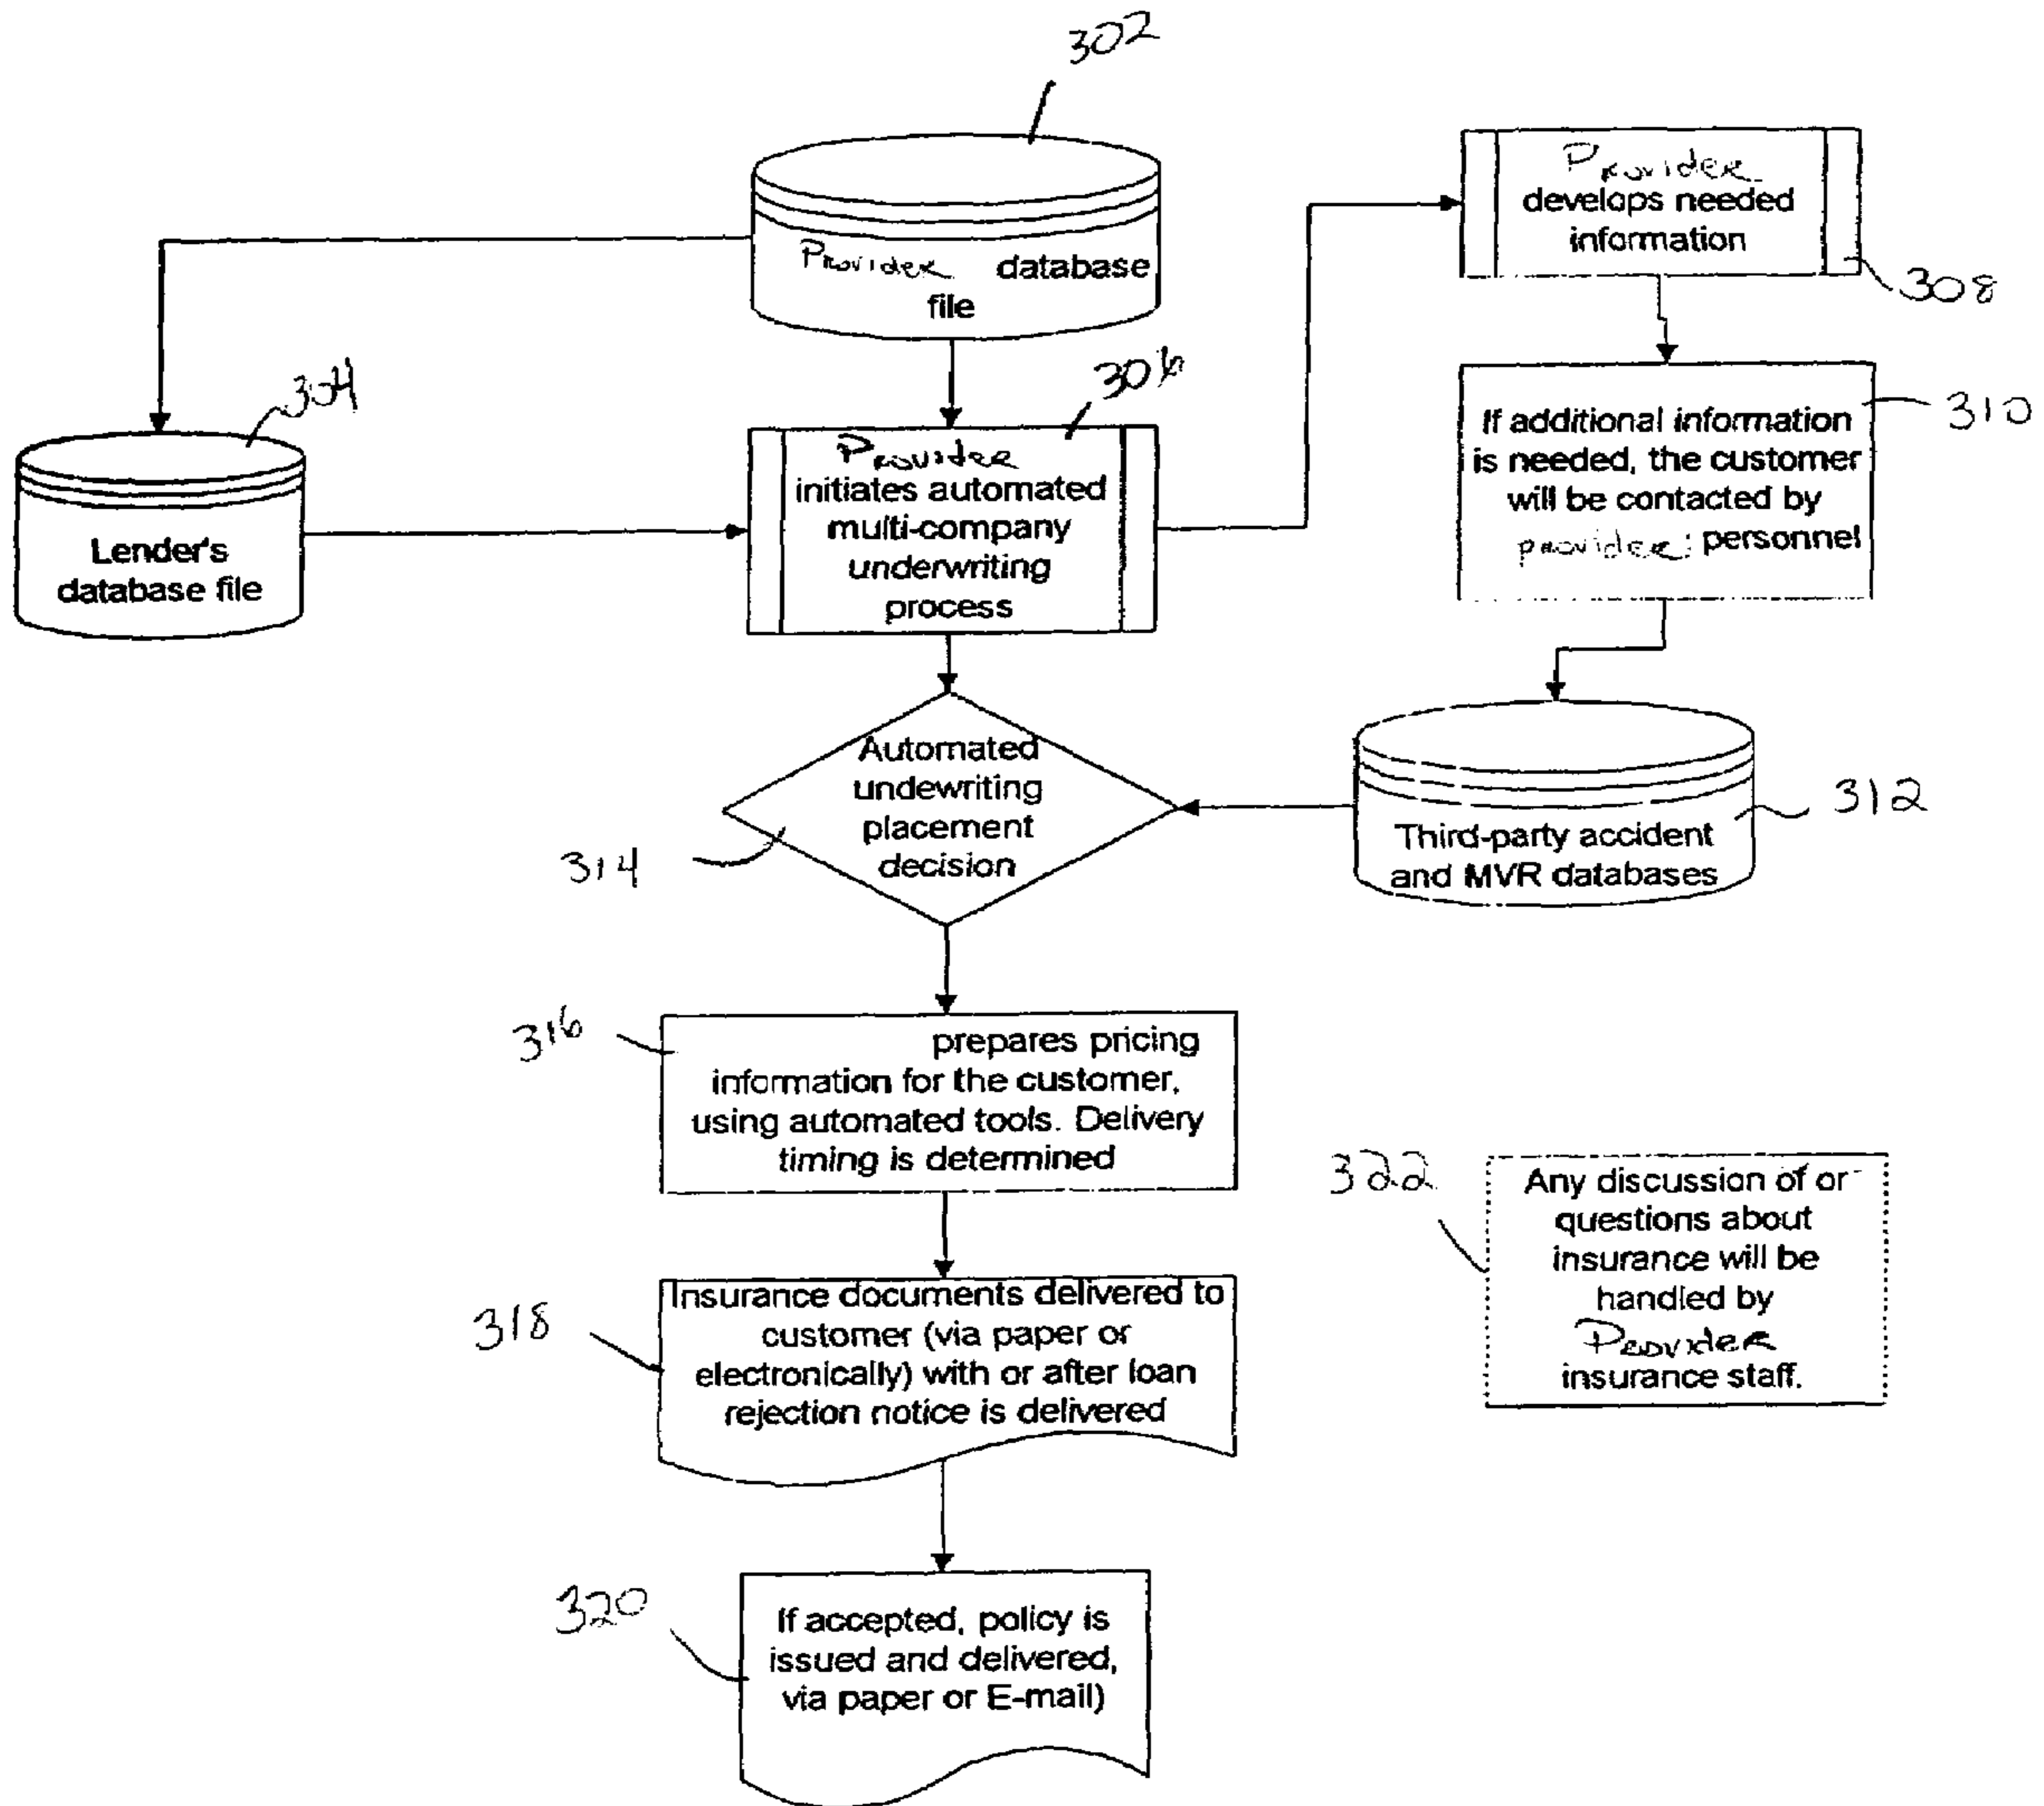 302
Provider database
file
Provider
develops needed
information
308
304
Lender's
database file
306
Provider
initiates automated
multi-company
underwriting
process
If additional information
is needed, the customer
will be contacted by
provider personnel
310
Automated
undewriting
placement
decision
314
Third-party accident
and MVR databases
312
316
prepares pricing
information for the customer,
using automated tools. Delivery
timing is determined
318
Insurance documents delivered to
customer (via paper or
electronically) with or after loan
rejection notice is delivered
322
Any discussion of or
questions about
insurance will be
handled by
Provider
insurance staff.
320
If accepted, policy is
issued and delivered,
via paper or E-mail)